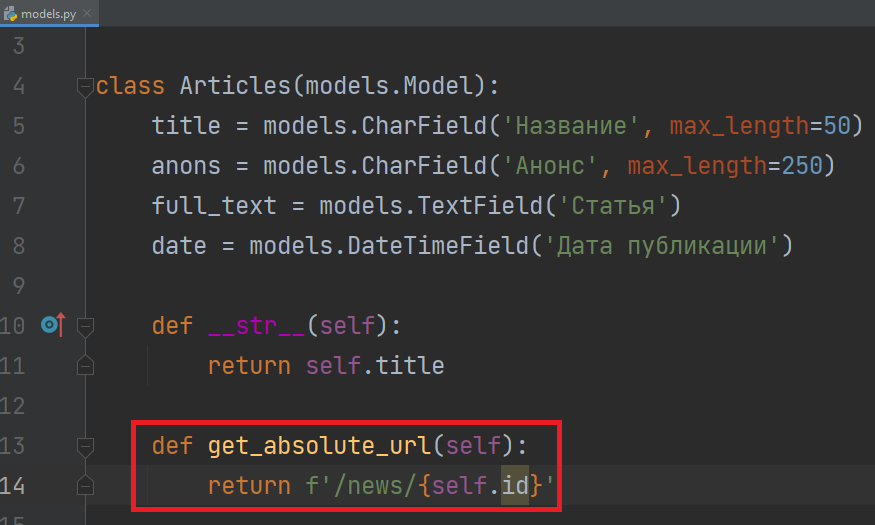 models.py
3
4 class Articles(models.Model):
5 title = models.CharField('Название', max_length=50)
6 anons = models.CharField('Анонс', max_length=250)
7 full_text = models.TextField('Статья')
8 date = models.DateTimeField('Дата публикации')
9
10 def __str__(self):
11 return self.title
12
13 def get_absolute_url(self):
14 return f'/news/{self.id}'